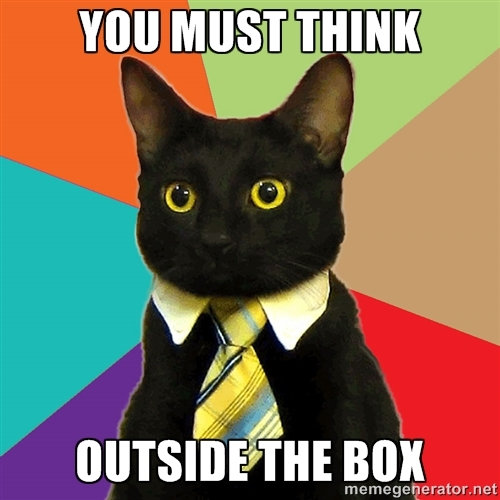 YOU MUST THINK
OUTSIDE THE BOX
memegenerator.net